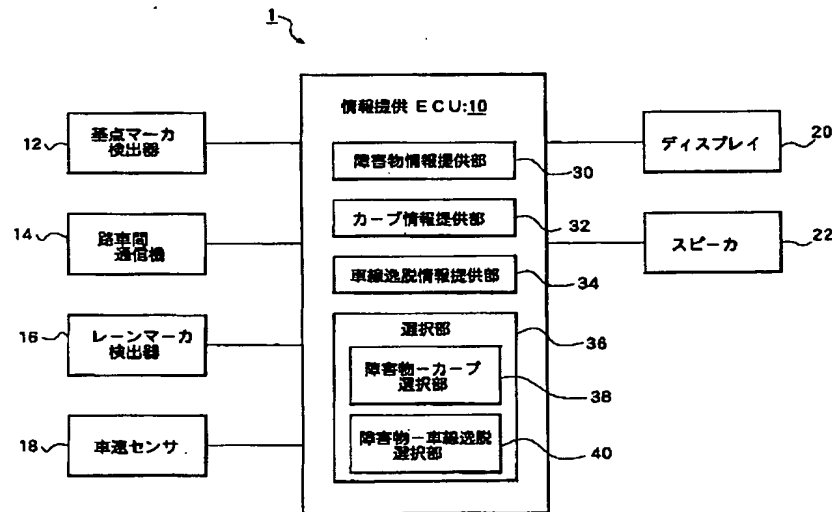 1
情報提供 ECU:10
12
基点マーカ
検出器
14
路車間
通信機
16
レーンマーカ
検出器
18
車速センサ
障害物情報提供部
30
カーブ情報提供部
32
車線逸脱情報提供部
34
選択部
36
障害物-カーブ
選択部
38
障害物-車線逸脱
選択部
40
ディスプレイ
20
スピーカ
22